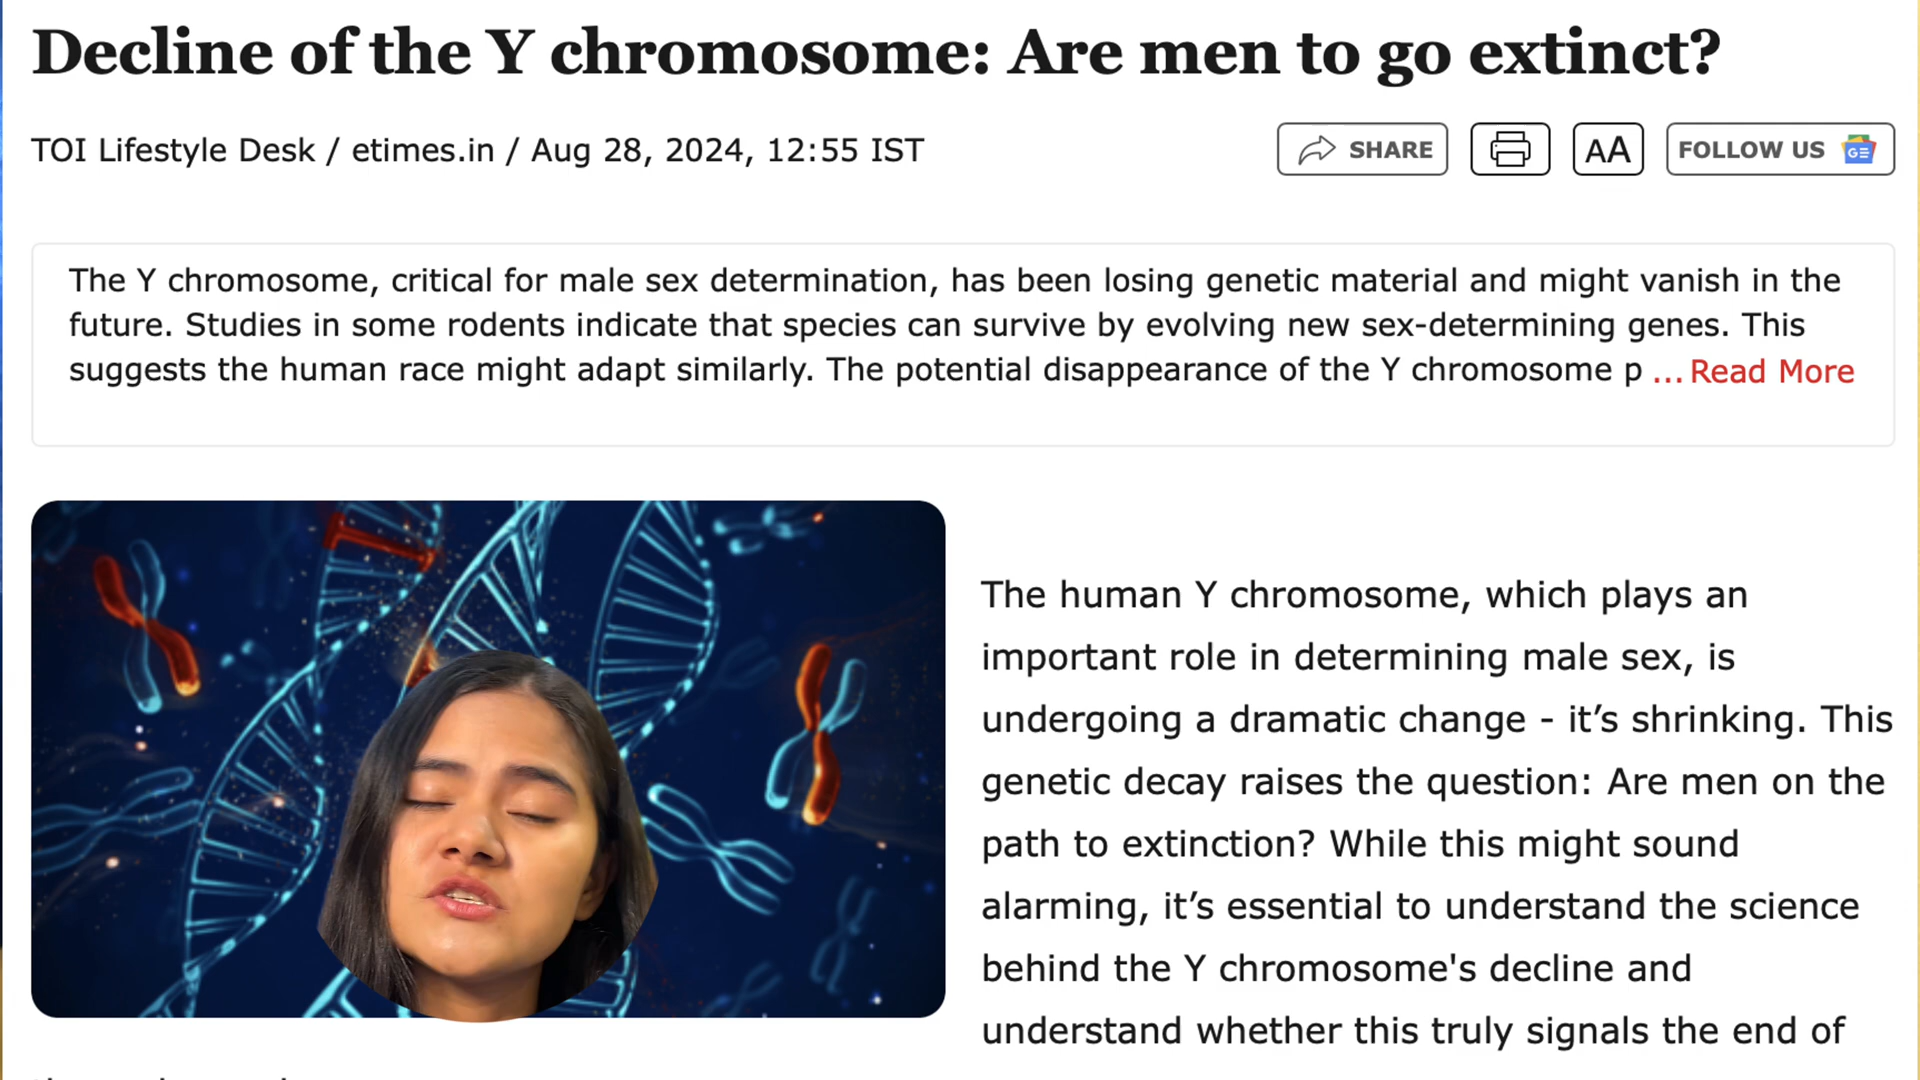 Decline of the Y chromosome: Are men to go extinct?
TOI Lifestyle Desk / etimes.in / Aug 28, 2024, 12:55 IST
SHARE
AA
FOLLOW US
GE
The Y chromosome, critical for male sex determination, has been losing genetic material and might vanish in the
future. Studies in some rodents indicate that species can survive by evolving new sex-determining genes. This
suggests the human race might adapt similarly. The potential disappearance of the Y chromosome p ... Read More
The human Y chromosome, which plays an
important role in determining male sex, is
undergoing a dramatic change - it’s shrinking. This
genetic decay raises the question: Are men on the
path to extinction? While this might sound
alarming, it’s essential to understand the science
behind the Y chromosome's decline and
understand whether this truly signals the end of